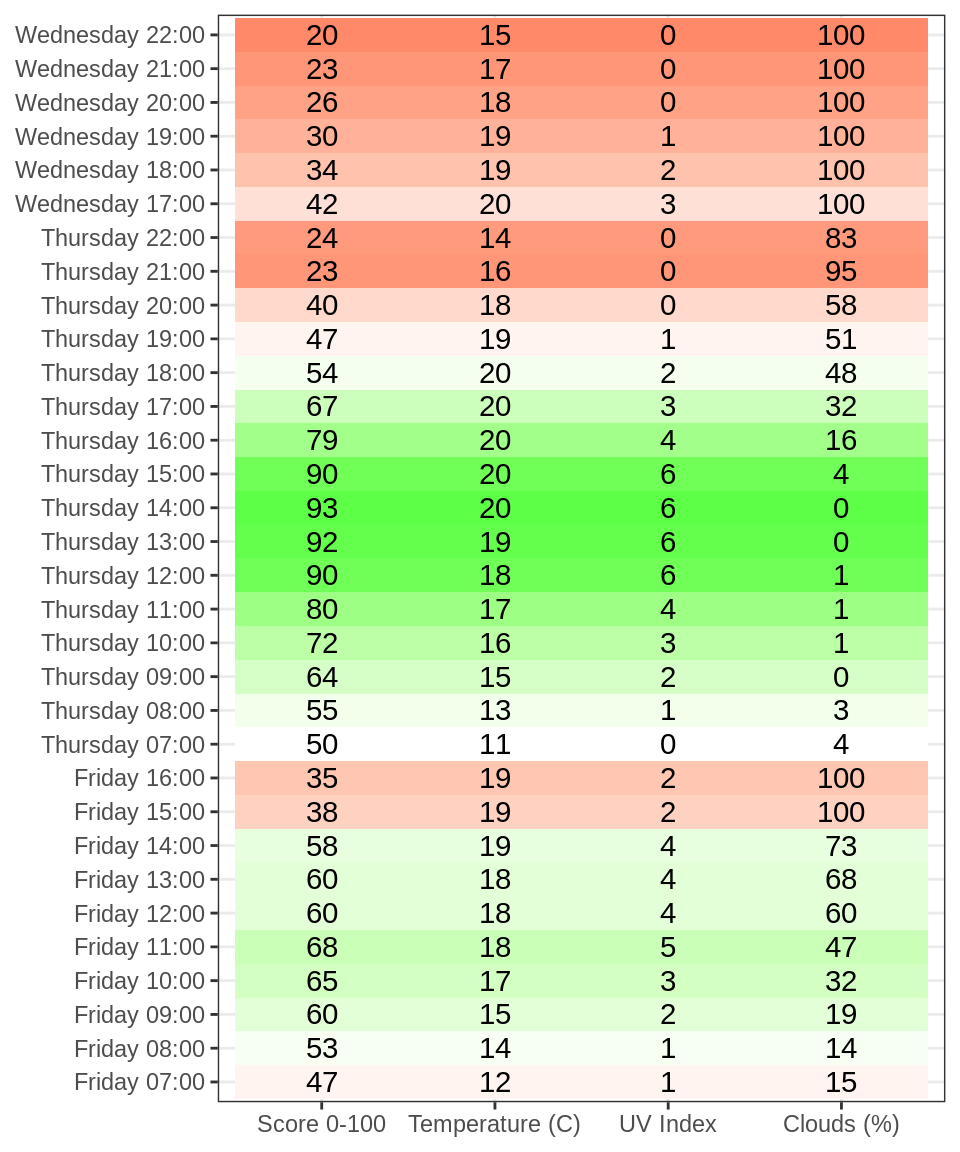 Wednesday 22:00 20 15 0 100
Wednesday 21:00 23 17 0 100
Wednesday 20:00 26 18 0 100
Wednesday 19:00 30 19 1 100
Wednesday 18:00 34 19 2 100
Wednesday 17:00 42 20 3 100
Thursday 22:00 24 14 0 83
Thursday 21:00 23 16 0 95
Thursday 20:00 40 18 0 58
Thursday 19:00 47 19 1 51
Thursday 18:00 54 20 2 48
Thursday 17:00 67 20 3 32
Thursday 16:00 79 20 4 16
Thursday 15:00 90 20 6 4
Thursday 14:00 93 20 6 0
Thursday 13:00 92 19 6 0
Thursday 12:00 90 18 6 1
Thursday 11:00 80 17 4 1
Thursday 10:00 72 16 3 1
Thursday 09:00 64 15 2 0
Thursday 08:00 55 13 1 3
Thursday 07:00 50 11 0 4
Friday 16:00 35 19 2 100
Friday 15:00 38 19 2 100
Friday 14:00 58 19 4 73
Friday 13:00 60 18 4 68
Friday 12:00 60 18 4 60
Friday 11:00 68 18 5 47
Friday 10:00 65 17 3 32
Friday 09:00 60 15 2 19
Friday 08:00 53 14 1 14
Friday 07:00 47 12 1 15
Score 0-100 Temperature (C) UV Index Clouds (%)